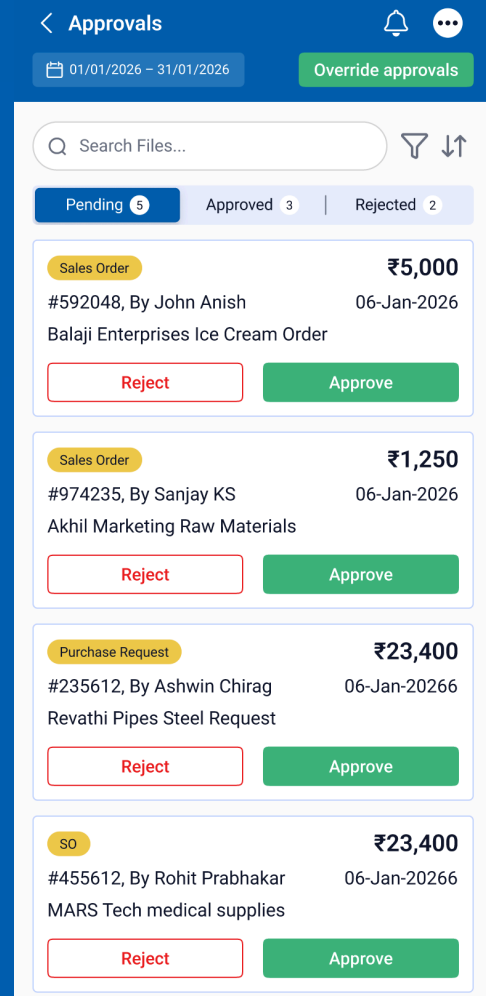 Approvals
01/01/2026 – 31/01/2026
Override approvals
Search Files...
Pending 5 Approved 3 | Rejected 2
Sales Order ₹5,000
#592048, By John Anish 06-Jan-2026
Balaji Enterprises Ice Cream Order
Reject Approve
Sales Order ₹1,250
#974235, By Sanjay KS 06-Jan-2026
Akhil Marketing Raw Materials
Reject Approve
Purchase Request ₹23,400
#235612, By Ashwin Chirag 06-Jan-20266
Revathi Pipes Steel Request
Reject Approve
SO ₹23,400
#455612, By Rohit Prabhakar 06-Jan-20266
MARS Tech medical supplies
Reject Approve